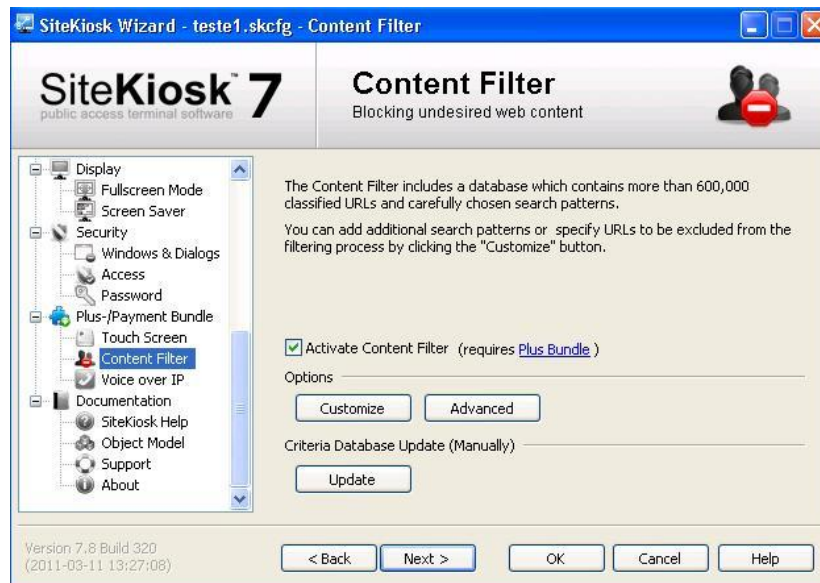 SiteKiosk Wizard - teste1.skcfg - Content Filter
SiteKiosk™ 7
public access terminal software
Content Filter
Blocking undesired web content
Display
Fullscreen Mode
Screen Saver
Security
Windows & Dialogs
Access
Password
Plus-/Payment Bundle
Touch Screen
Content Filter
Voice over IP
Documentation
SiteKiosk Help
Object Model
Support
About
The Content Filter includes a database which contains more than 600,000
classified URLs and carefully chosen search patterns.
You can add additional search patterns or specify URLs to be excluded from the
filtering process by clicking the "Customize" button.
Activate Content Filter (requires Plus Bundle )
Options
Customize Advanced
Criteria Database Update (Manually)
Update
Version 7.8 Build 320
(2011-03-11 13:27:08)
< Back Next > OK Cancel Help